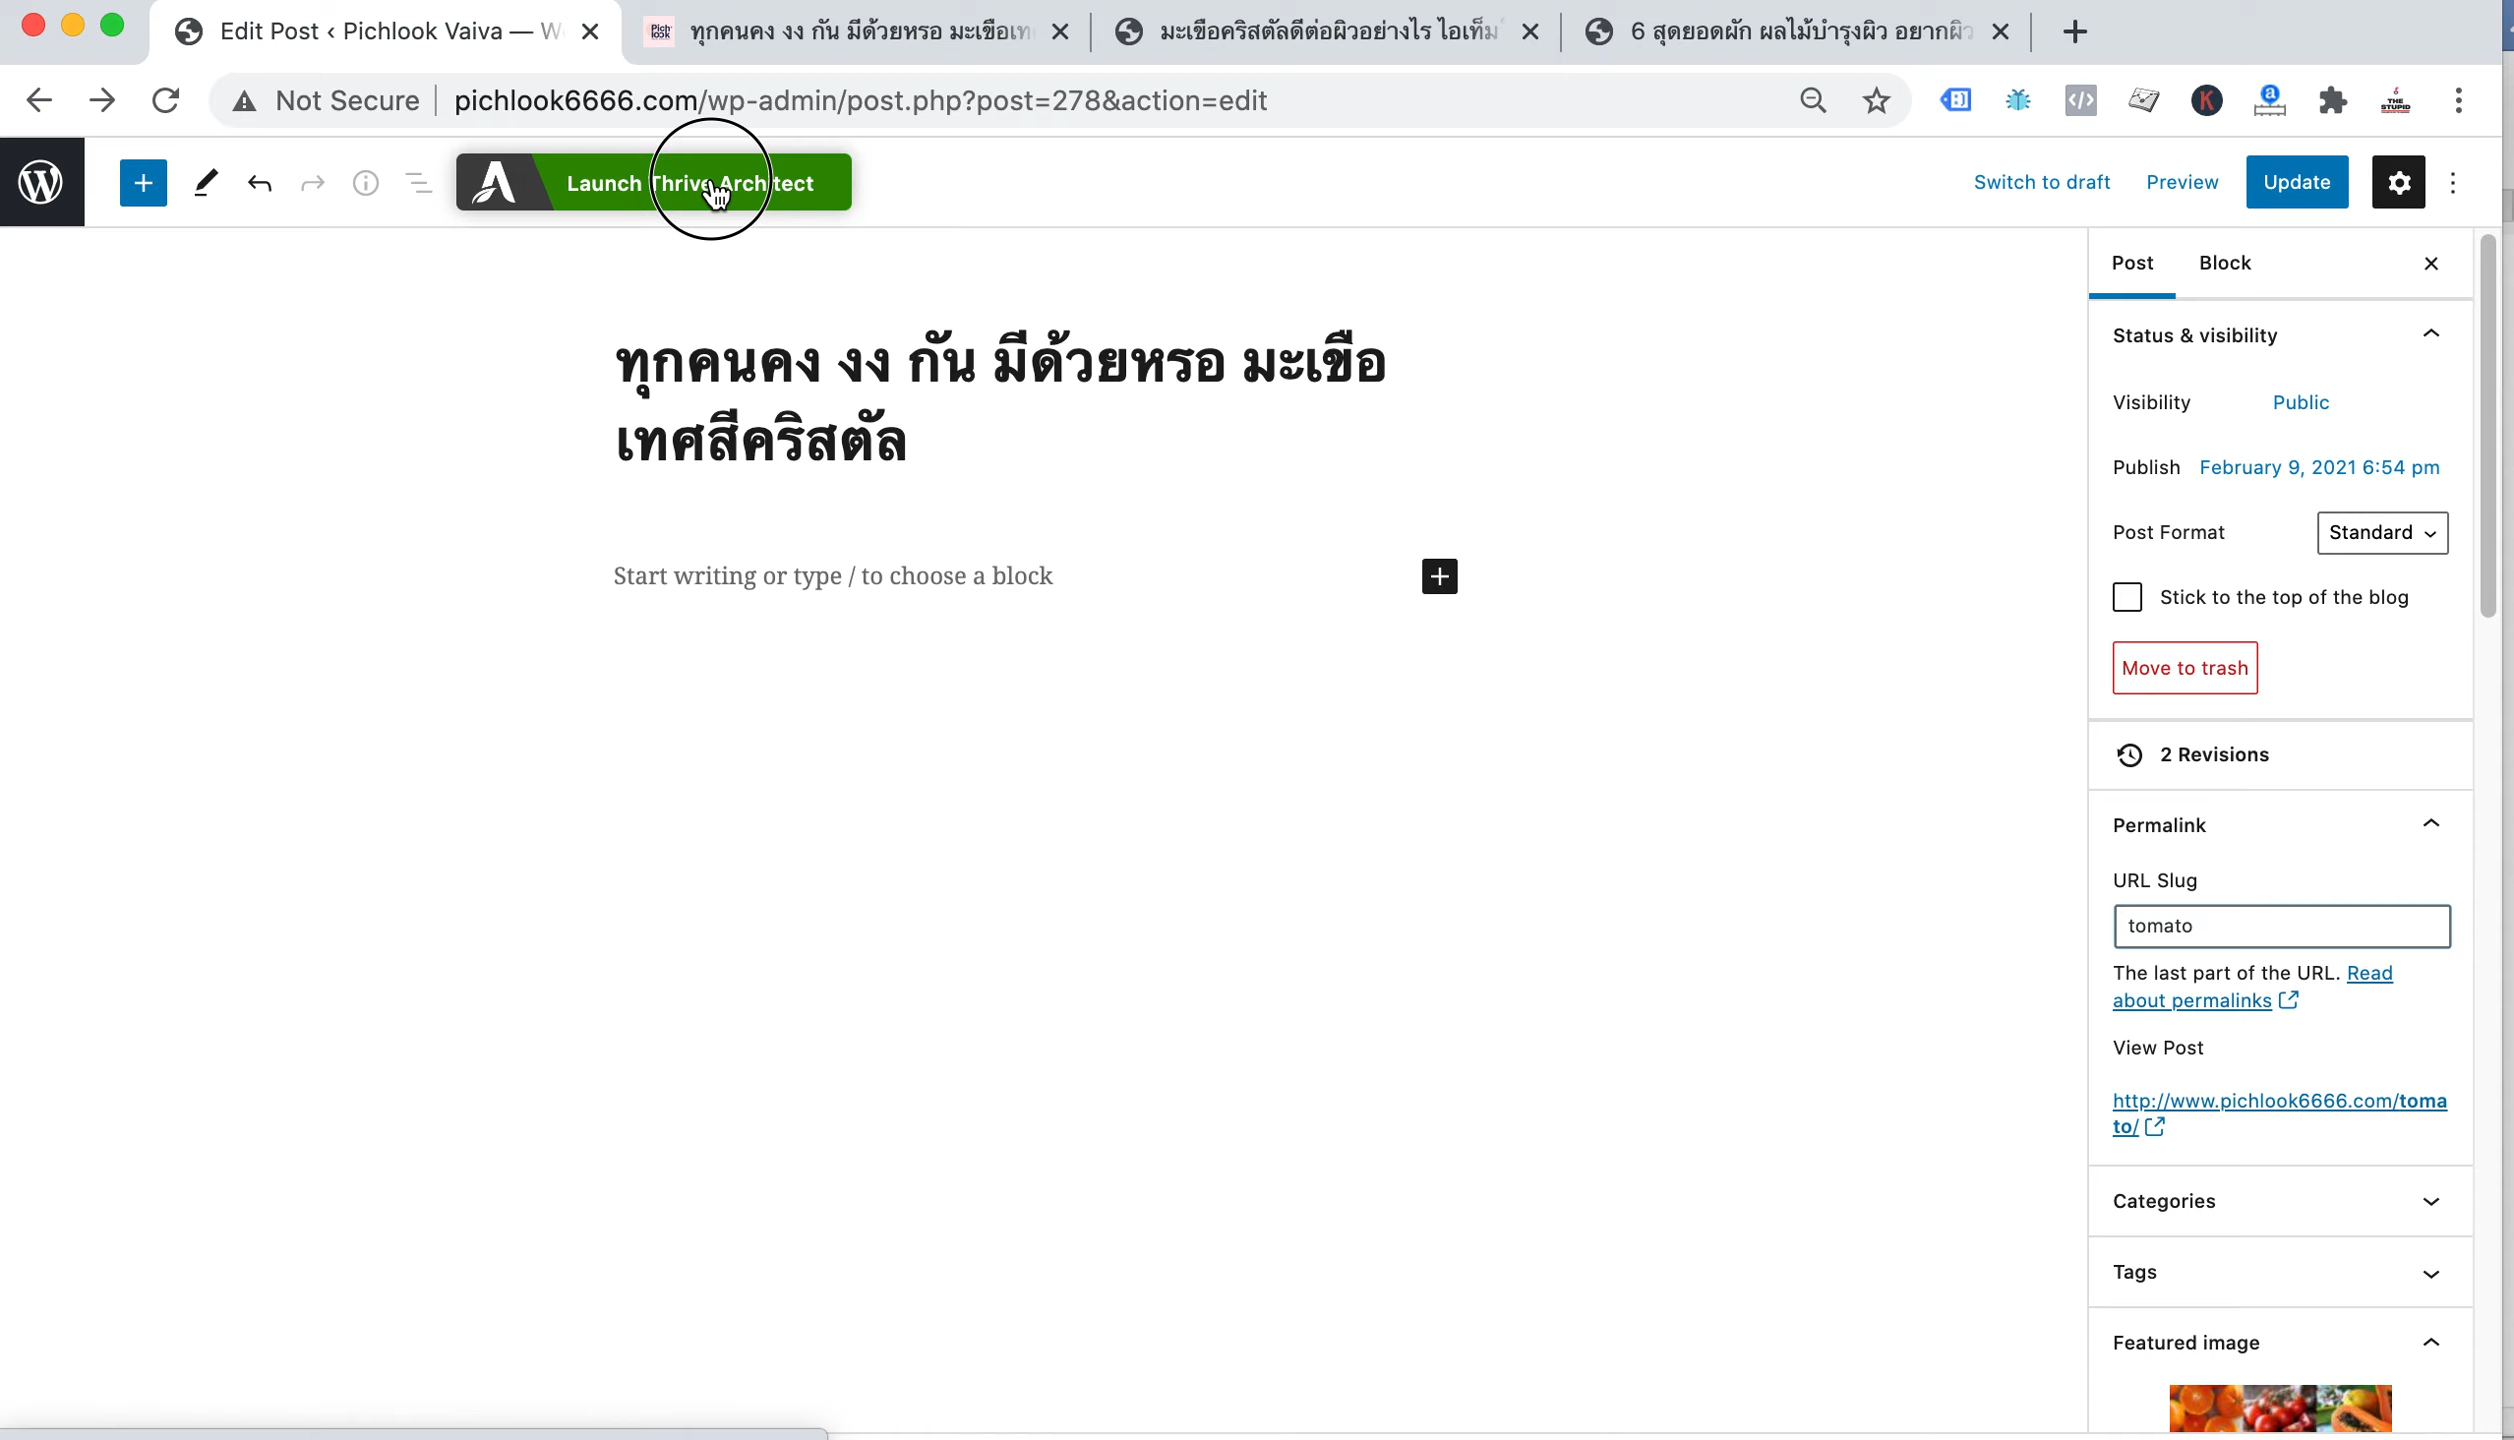 Edit Post ‹ Pichlook Vaiva — W
ทุกคนคง งง กัน มีด้วยหรอ มะเขือเท
มะเขือคริสตัลดีต่อผิวอย่างไร ไอเท็ม
6 สุดยอดผัก ผลไม้บำรุงผิว อยากผิว
Not Secure
pichlook6666.com/wp-admin/post.php?post=278&action=edit
Launch Thrive Architect
Switch to draft
Preview
Update
Post
Block
ทุกคนคง งง กัน มีด้วยหรอ มะเขือ
เทศสีคริสตัล
Start writing or type / to choose a block
Status & visibility
Visibility
Public
Publish
February 9, 2021 6:54 pm
Post Format
Standard
Stick to the top of the blog
Move to trash
2 Revisions
Permalink
URL Slug
tomato
The last part of the URL. Read
about permalinks
View Post
http://www.pichlook6666.com/toma
to/
Categories
Tags
Featured image